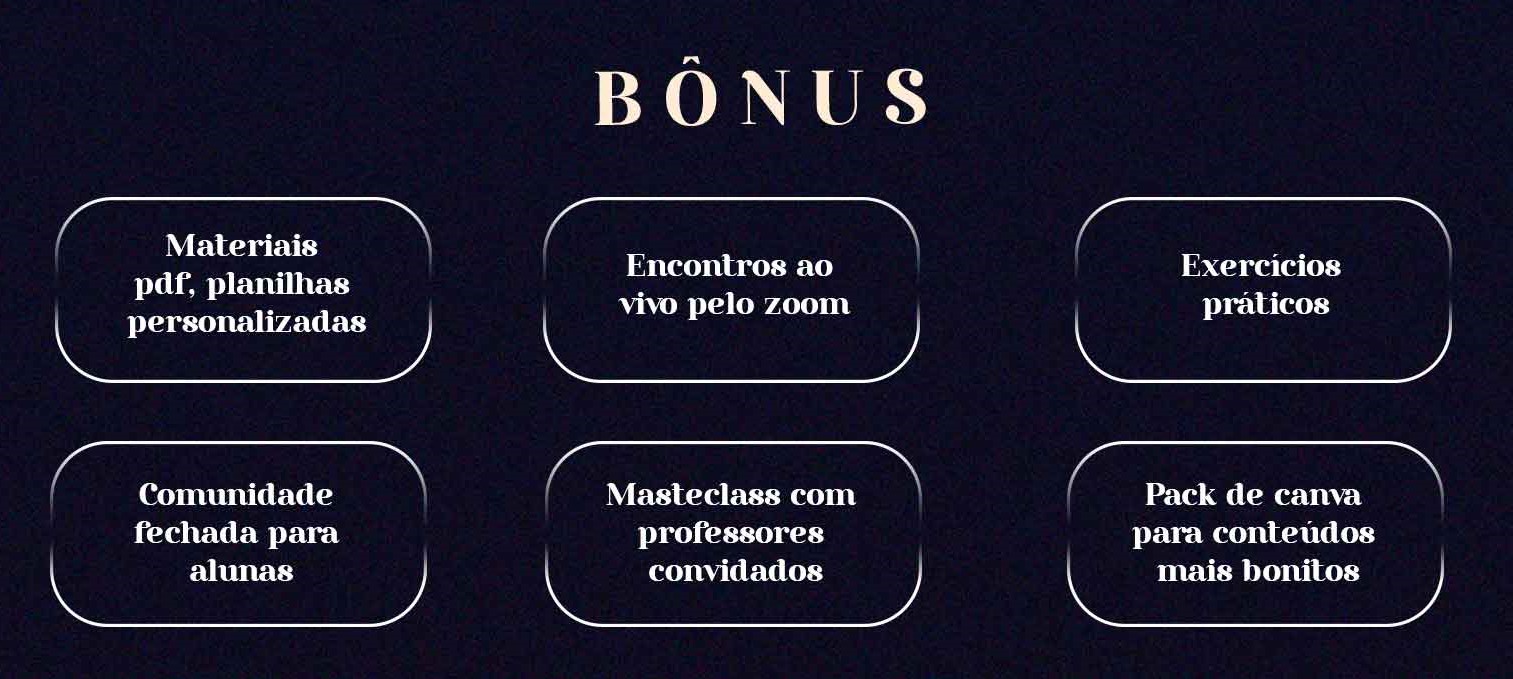 BÔNUS
Materiais
pdf, planilhas
personalizadas
Encontros ao
vivo pelo zoom
Exercícios
práticos
Comunidade
fechada para
alunas
Masteclass com
professores
convidados
Pack de canva
para conteúdos
mais bonitos